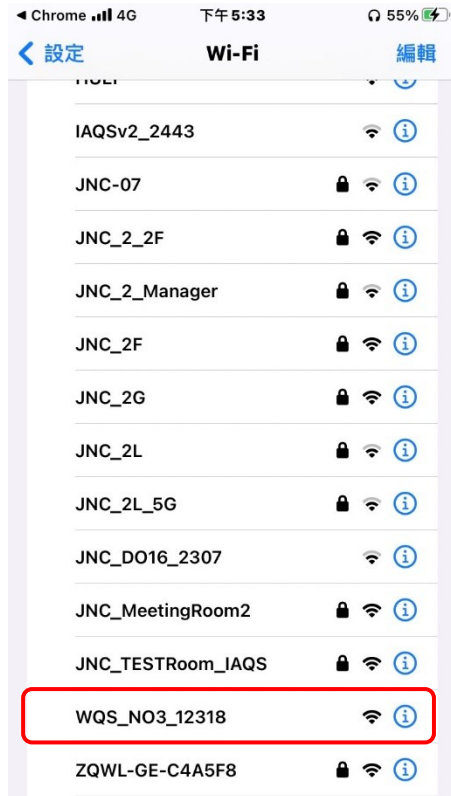 ◀ Chrome 4G 下午5:33 55%
設定 Wi-Fi 編輯
IAQSv2_2443
JNC-07
JNC_2_2F
JNC_2_Manager
JNC_2F
JNC_2G
JNC_2L
JNC_2L_5G
JNC_DO16_2307
JNC_MeetingRoom2
JNC_TESTRoom_IAQS
WQS_NO3_12318
ZQWL-GE-C4A5F8